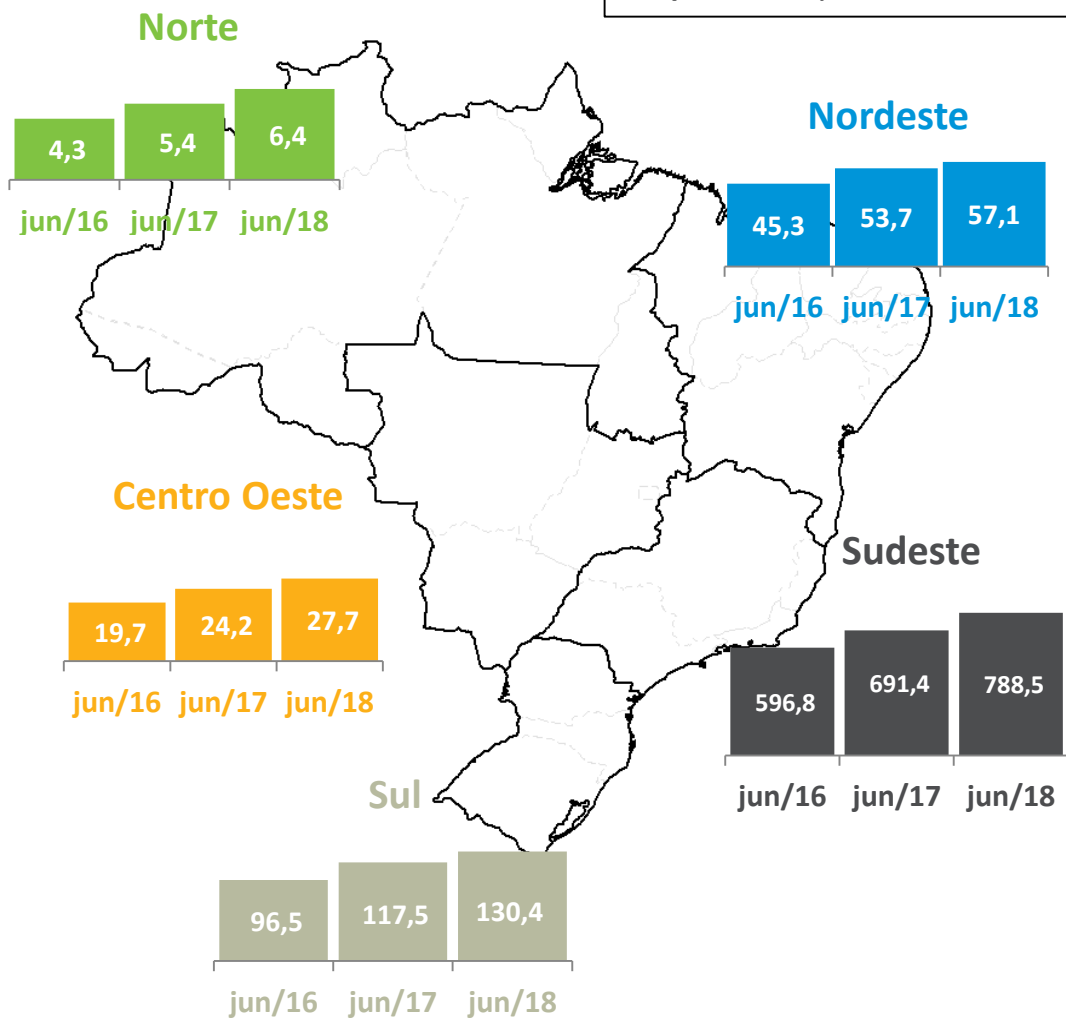 Norte
4,3
5,4
6,4
jun/16
jun/17
jun/18
Nordeste
45,3
53,7
57,1
jun/16
jun/17
jun/18
Centro Oeste
19,7
24,2
27,7
jun/16
jun/17
jun/18
Sudeste
596,8
691,4
788,5
jun/16
jun/17
jun/18
Sul
96,5
117,5
130,4
jun/16
jun/17
jun/18